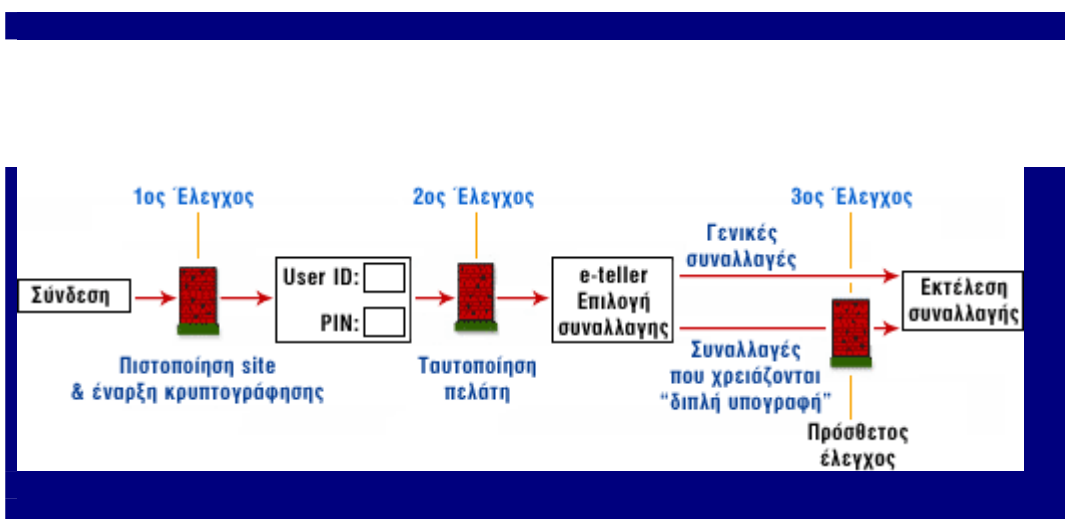 1ος Έλεγχος
2ος Έλεγχος
3ος Έλεγχος
Γενικές
συναλλαγές
Σύνδεση
User ID:
PIN:
e-teller
Επιλογή
συναλλαγης
Εκτέλεση
συναλλαγής
Πιστοποίηση site
& έναρξη κρυπτογράφησης
Ταυτοποίηση
πελάτη
Συναλλαγές
που χρειάζονται
“διπλή υπογραφή”
Πρόσθετος
έλεγχος